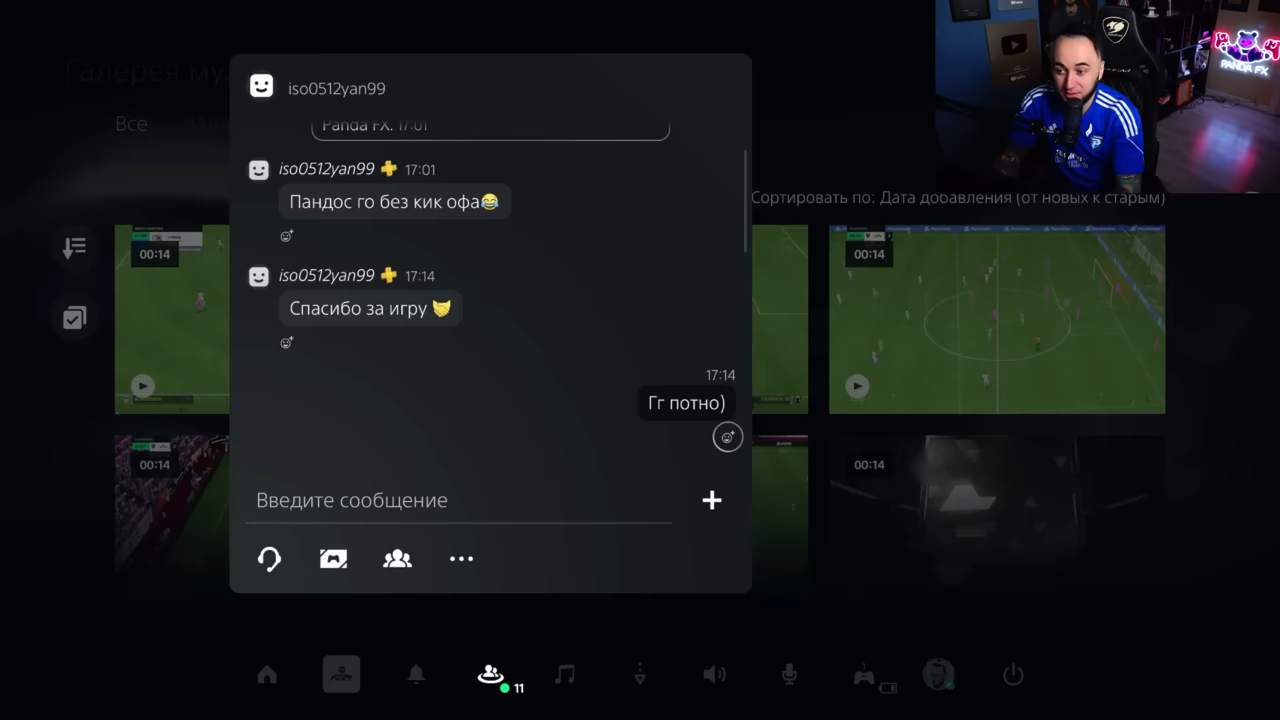 Галерея му
Все
iso0512yan99
Panda FX. 17:01
iso0512yan99 17:01
Пандос го без кик офа😂
iso0512yan99 17:14
Спасибо за игру 🤝
17:14
Гг потно)
Введите сообщение
Сортировать по: Дата добавления (от новых к старым)
00:14
00:14
00:14
00:14
11
PANDA FX